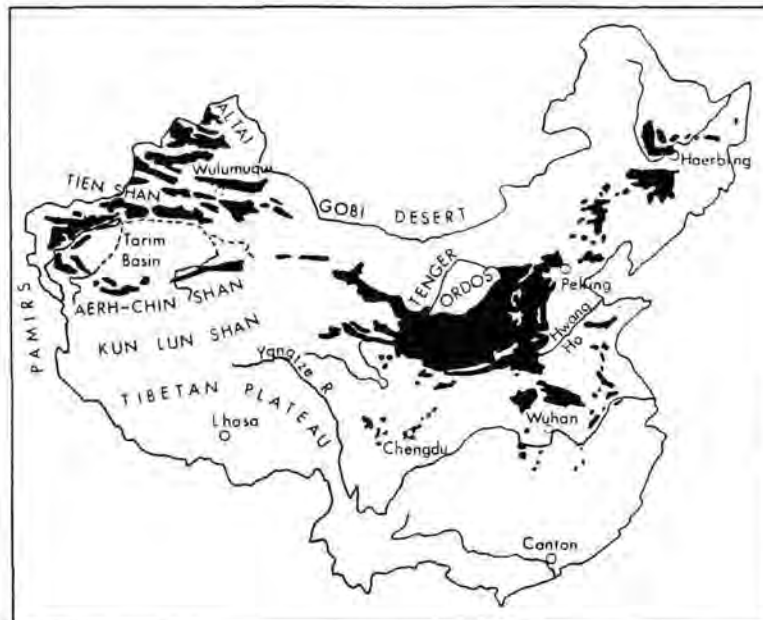 ALTAI
Wulumuqu
Haerbing
TIEN SHAN
GOBI DESERT
Tarim
Basin
TENGER
ORDOS
Peking
PAMIRS
AERH-CHIN SHAN
Hwang
Ho
KUN LUN SHAN
Yangtze R
TIBETAN PLATEAU
Lhasa
Wuhan
Chengdu
Canton